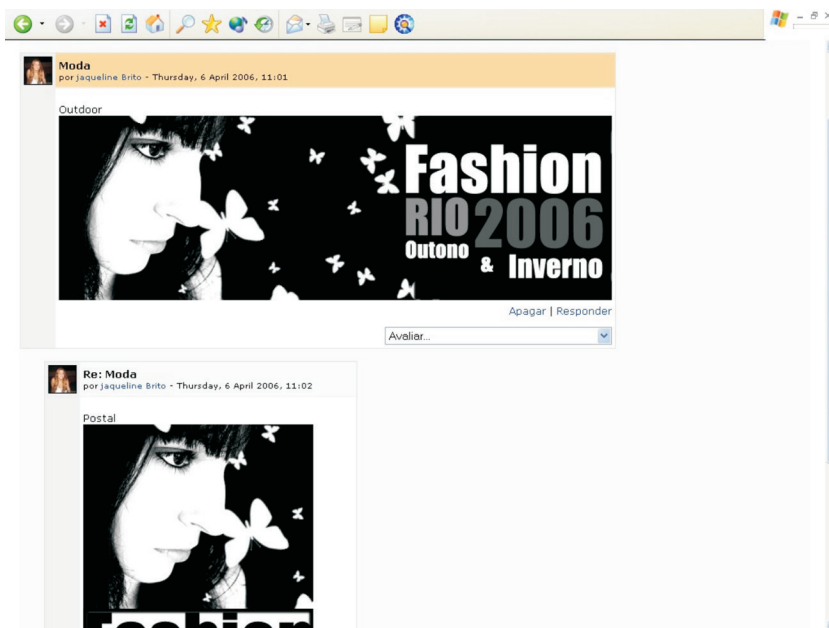 Moda
por jaqueline Brito - Thursday, 6 April 2006, 11:01
Outdoor
Fashion
RIO 2006
Outono
& Inverno
Apagar | Responder
Avaliar...
Re: Moda
por jaqueline Brito - Thursday, 6 April 2006, 11:02
Postal